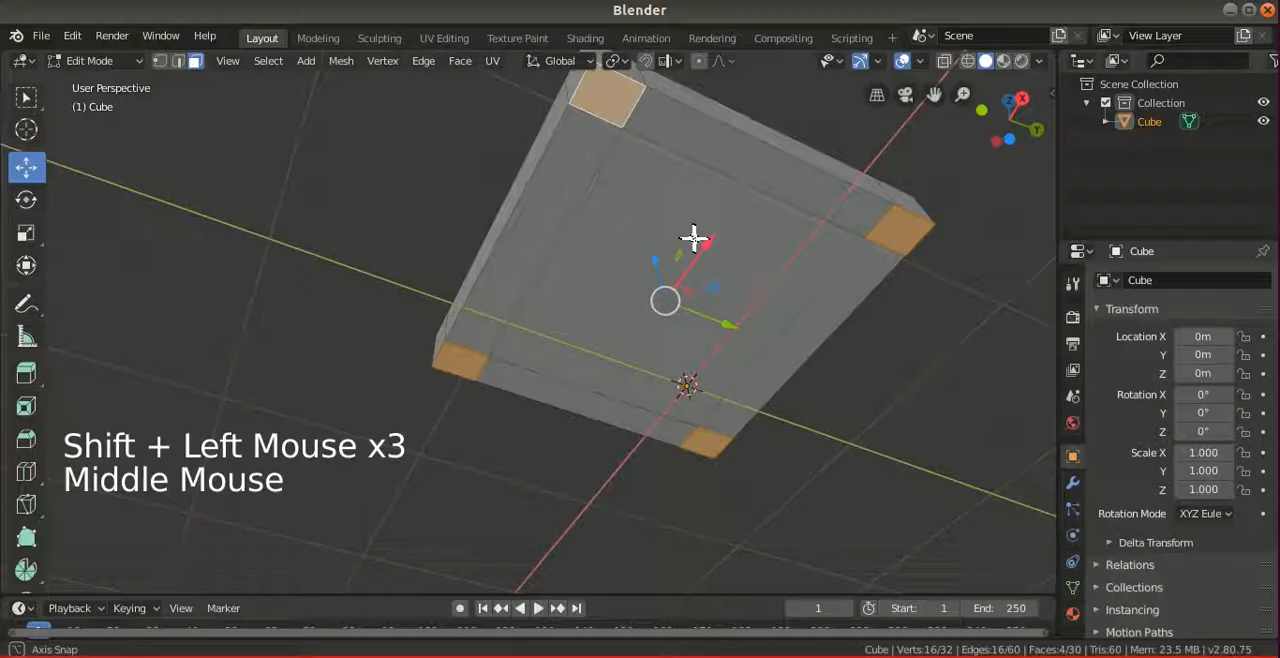 Blender
File Edit Render Window Help Layout Modeling Sculpting UV Editing Texture Paint Shading Animation Rendering Compositing Scripting + Scene View Layer
Edit Mode View Select Add Mesh Vertex Edge Face UV Global
User Perspective
(1) Cube
Scene Collection
Collection
Cube
X
Y
Z
Cube
Cube
Transform
Location X 0m
Y 0m
Z 0m
Rotation X 0°
Y 0°
Z 0°
Scale X 1.000
Y 1.000
Z 1.000
Rotation Mode XYZ Eule
Delta Transform
Relations
Collections
Instancing
Motion Paths
Shift + Left Mouse x3
Middle Mouse
Playback Keying View Marker 1 Start: 1 End: 250
Axis Snap Cube | Verts:16/32 | Edges:16/60 | Faces:4/30 | Tris:60 | Mem: 23.5 MB | v2.80.75